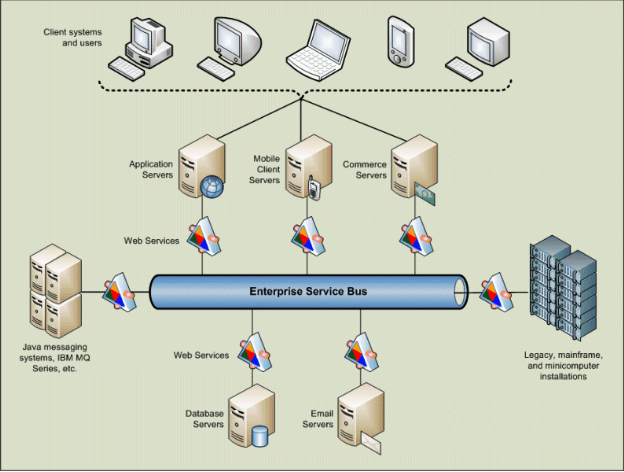 Client systems
and users
Application
Servers
Mobile
Client
Servers
Commerce
Servers
Web Services
Enterprise Service Bus
Java messaging
systems, IBM MQ
Series, etc.
Legacy, mainframe,
and minicomputer
installations
Web Services
Database
Servers
Email
Servers